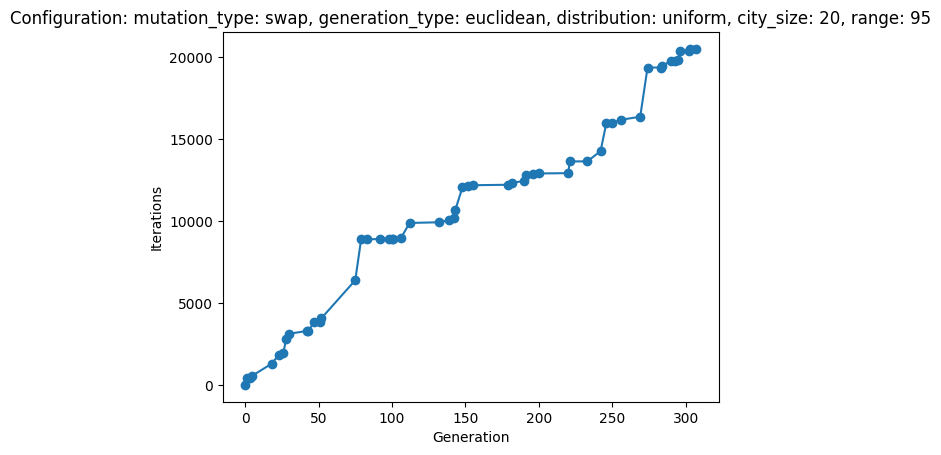 Configuration: mutation_type: swap, generation_type: euclidean, distribution: uniform, city_size: 20, range: 95
20000
15000
10000
5000
0
Iterations
0 50 100 150 200 250 300
Generation